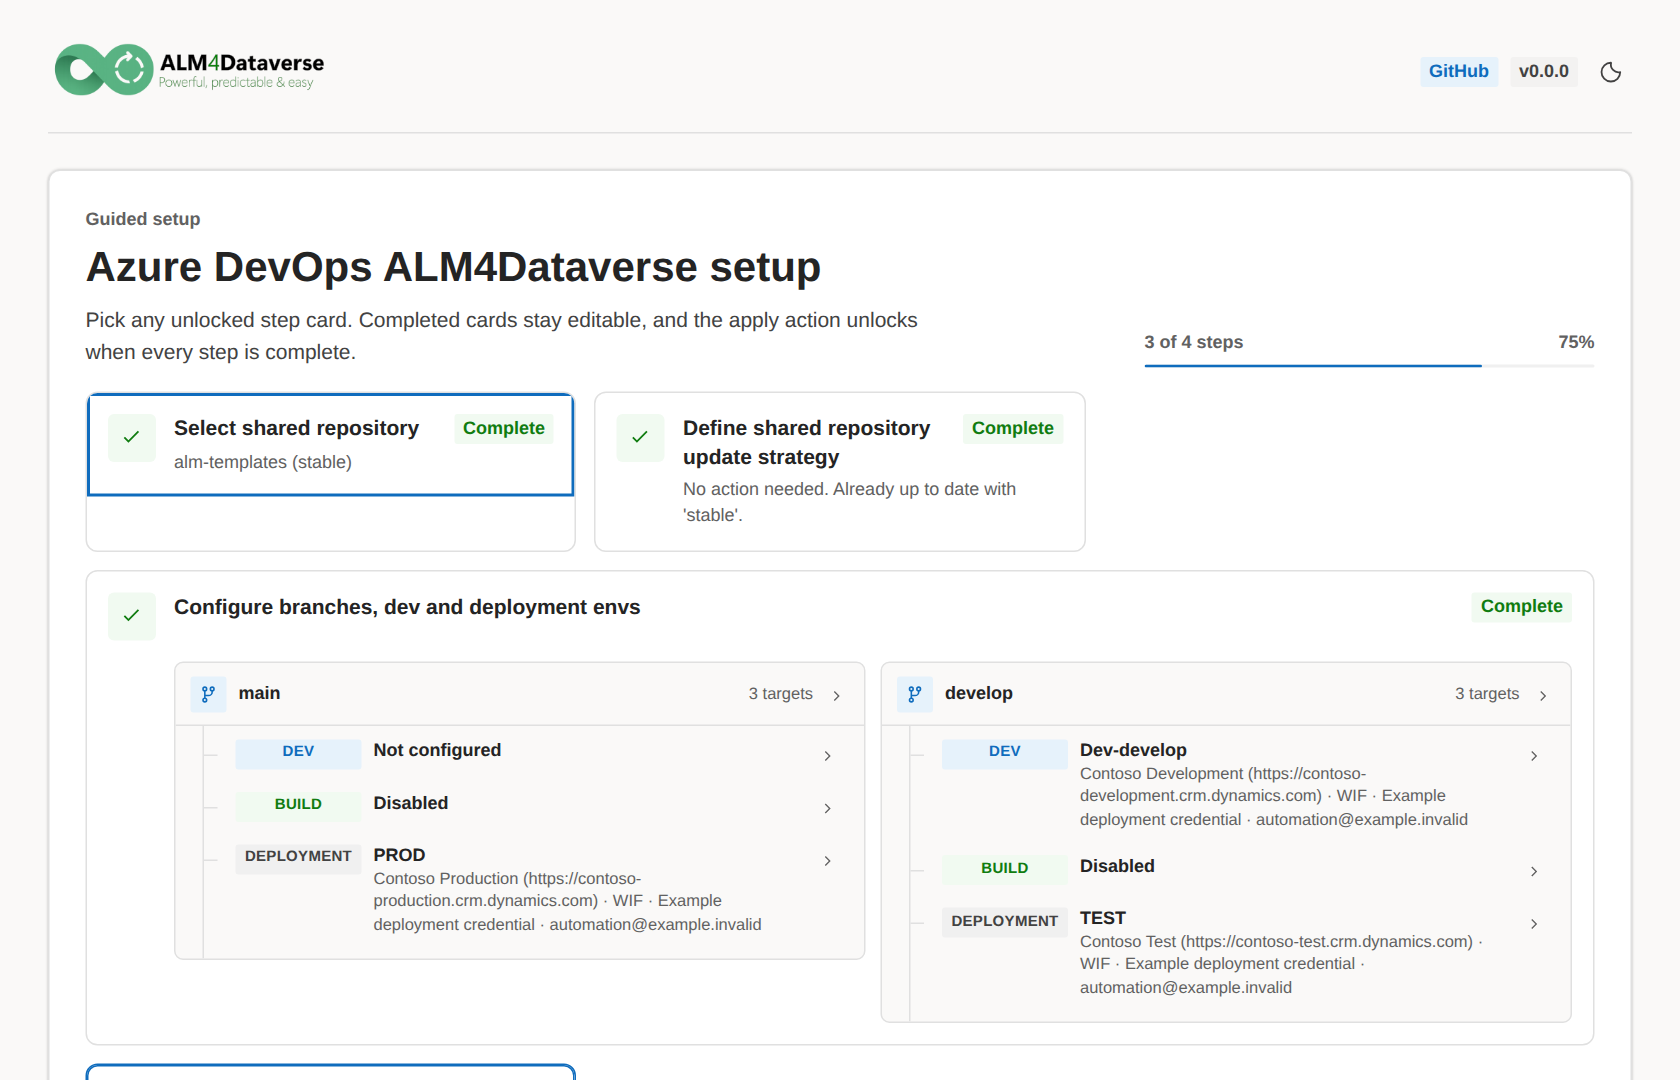 ALM4Dataverse
Powerful, predictable & easy
GitHub
v0.0.0
Guided setup
Azure DevOps ALM4Dataverse setup
Pick any unlocked step card. Completed cards stay editable, and the apply action unlocks
when every step is complete.
3 of 4 steps
75%
Select shared repository
Complete
alm-templates (stable)
Define shared repository
update strategy
Complete
No action needed. Already up to date with
'stable'.
Configure branches, dev and deployment envs
Complete
main
3 targets
DEV
Not configured
BUILD
Disabled
DEPLOYMENT
PROD
Contoso Production (https://contoso-
production.crm.dynamics.com) · WIF · Example
deployment credential · automation@example.invalid
develop
3 targets
DEV
Dev-develop
Contoso Development (https://contoso-
development.crm.dynamics.com) · WIF · Example
deployment credential · automation@example.invalid
BUILD
Disabled
DEPLOYMENT
TEST
Contoso Test (https://contoso-test.crm.dynamics.com) ·
WIF · Example deployment credential ·
automation@example.invalid